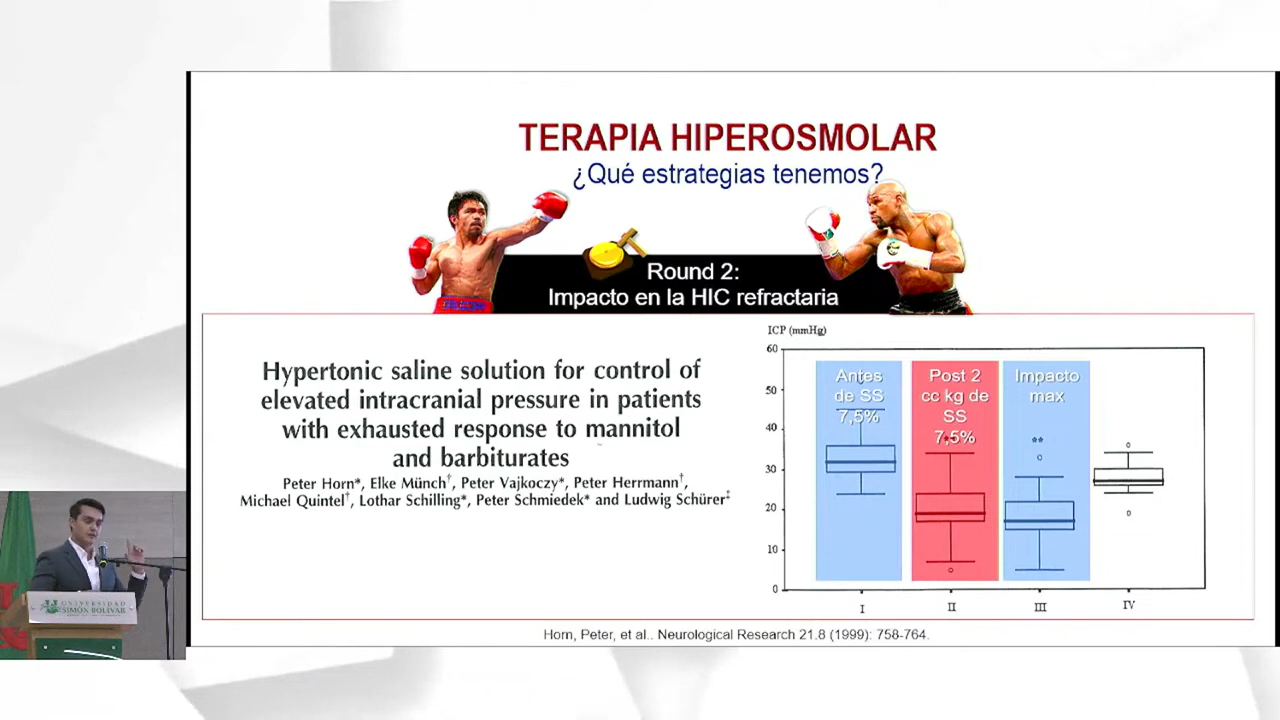 TERAPIA HIPEROSMOLAR
¿Qué estrategias tenemos?
Round 2:
Impacto en la HIC refractaria
Hypertonic saline solution for control of
elevated intracranial pressure in patients
with exhausted response to mannitol
and barbiturates
Peter Horn*, Elke Münch†, Peter Vajkoczy*, Peter Herrmann†,
Michael Quintel†, Lothar Schilling*, Peter Schmiedek* and Ludwig Schürer‡
ICP (mmHg)
60
50
40
30
20
10
0
Antes
de SS
7,5%
Post 2
cc kg de
SS
7,5%
Impacto
max
**
I
II
III
IV
Horn, Peter, et al.. Neurological Research 21.8 (1999): 758-764.
UNIVERSIDAD
SIMÓN BOLÍVAR